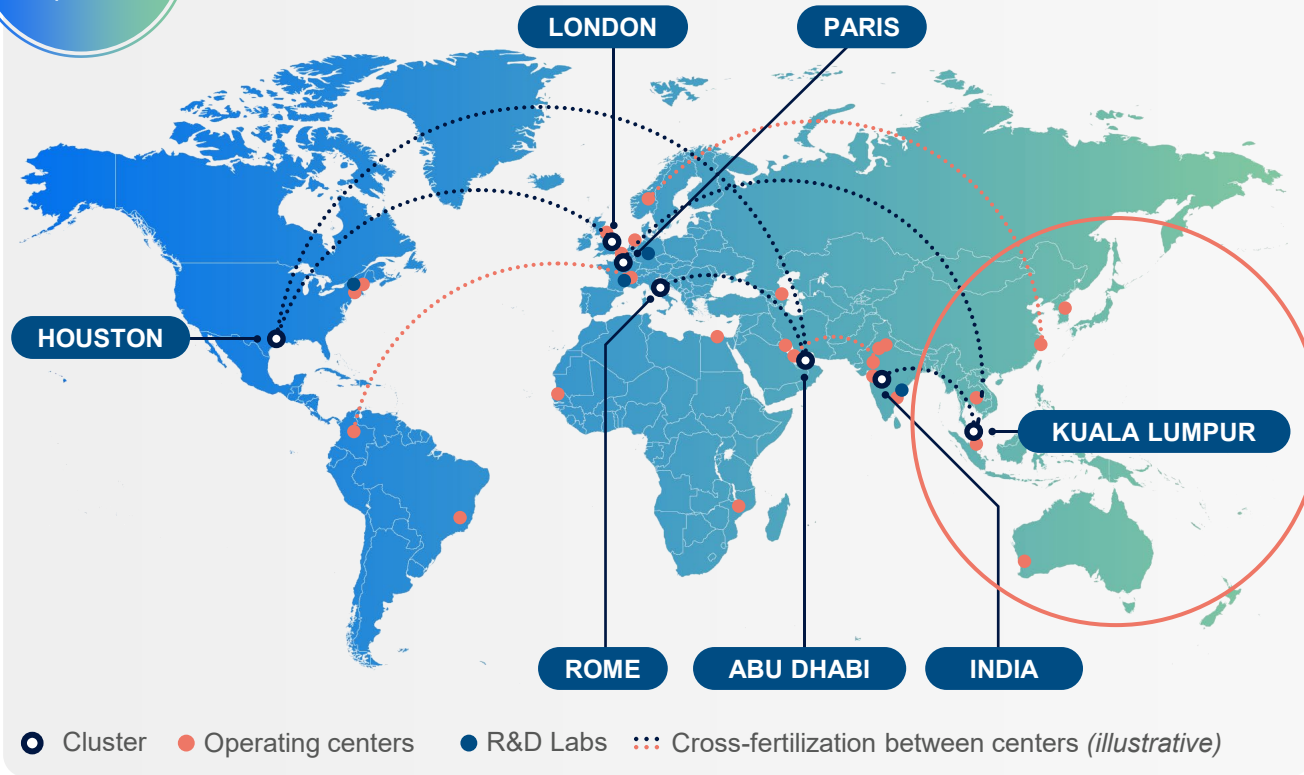 LONDON
PARIS
HOUSTON
KUALA LUMPUR
ROME
ABU DHABI
INDIA
Cluster
Operating centers
R&D Labs
Cross-fertilization between centers (illustrative)